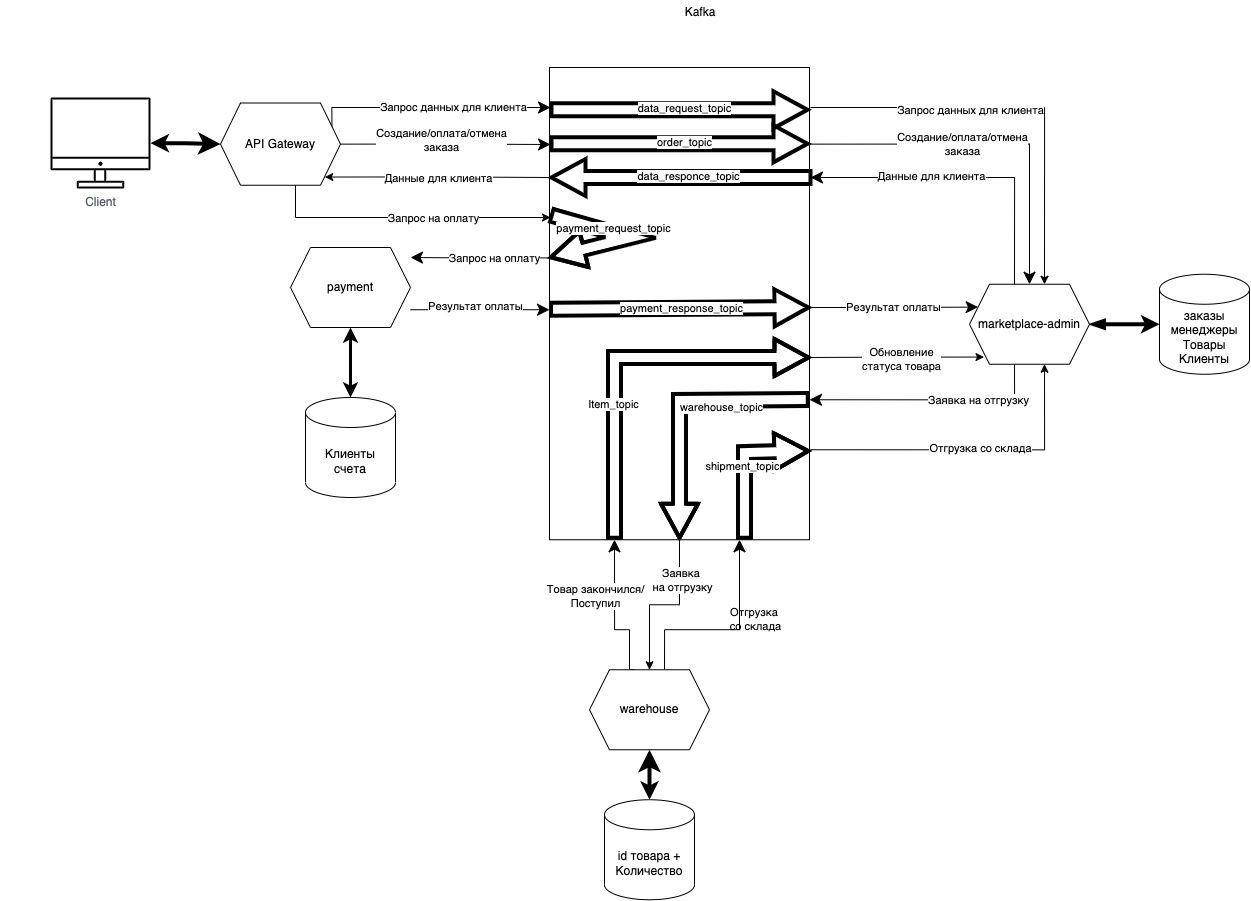 Kafka
Запрос данных для клиента
data_request_topic
Запрос данных для клиента
Создание/оплата/отмена
заказа
API Gateway
order_topic
Создание/оплата/отмена
заказа
Данные для клиента
data_responce_topic
Данные для клиента
Client
Запрос на оплату
payment_request_topic
Запрос на оплату
payment
Результат оплаты
payment_response_topic
Результат оплаты
marketplace-admin
заказы
менеджеры
Товары
Клиенты
Обновление
статуса товара
Item_topic
warehouse_topic
Заявка на отгрузку
Клиенты
счета
shipment_topic
Отгрузка со склада
Товар закончился/
Поступил
Заявка
на отгрузку
Отгрузка
со склада
warehouse
id товара +
Количество